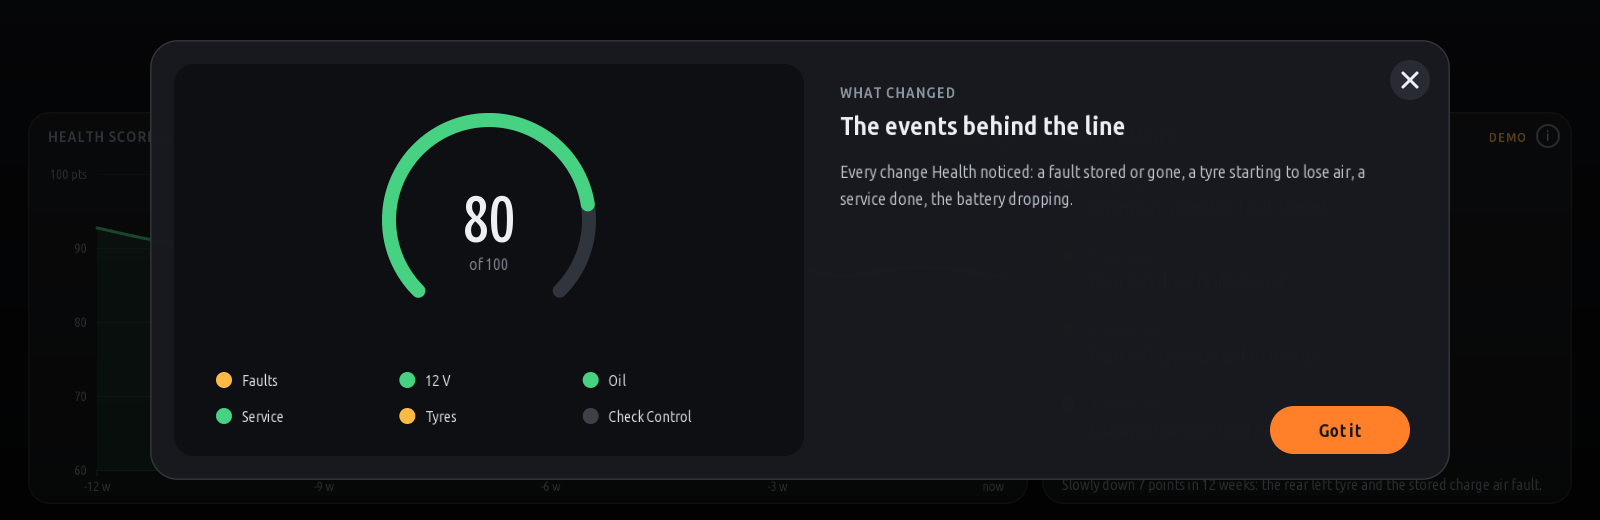 HEALTH SCORE
100 pts
90
80
70
60
-12 w
-9 w
-6 w
-3 w
now
80
of 100
Faults
12 V
Oil
Service
Tyres
Check Control
WHAT CHANGED
The events behind the line
Every change Health noticed: a fault stored or gone, a tyre starting to lose air, a
service done, the battery dropping.
Got it
DEMO
i
Slowly down 7 points in 12 weeks: the rear left tyre and the stored charge air fault.